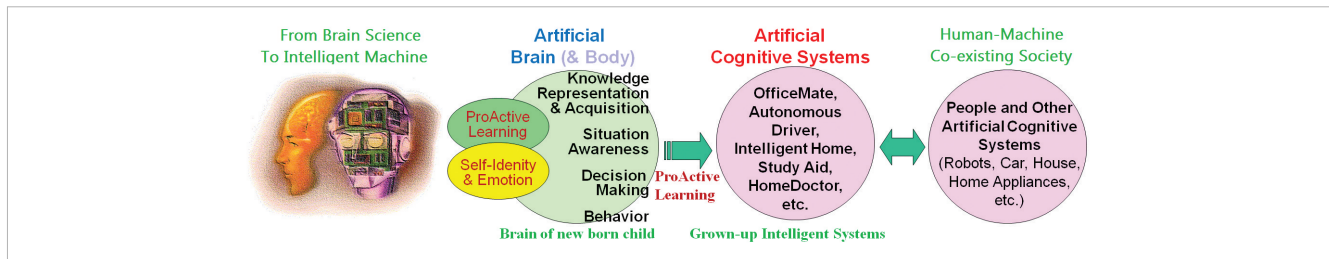 From Brain Science
To Intelligent Machine
Artificial
Brain (& Body)
Knowledge
Representation
& Acquisition
ProActive
Learning
Situation
Awareness
Self-Idenity
& Emotion
Decision
Making
Behavior
Brain of new born child
ProActive
Learning
Artificial
Cognitive Systems
OfficeMate,
Autonomous
Driver,
Intelligent Home,
Study Aid,
HomeDoctor,
etc.
Grown-up Intelligent Systems
Human-Machine
Co-existing Society
People and Other
Artificial Cognitive
Systems
(Robots, Car, House,
Home Appliances,
etc.)